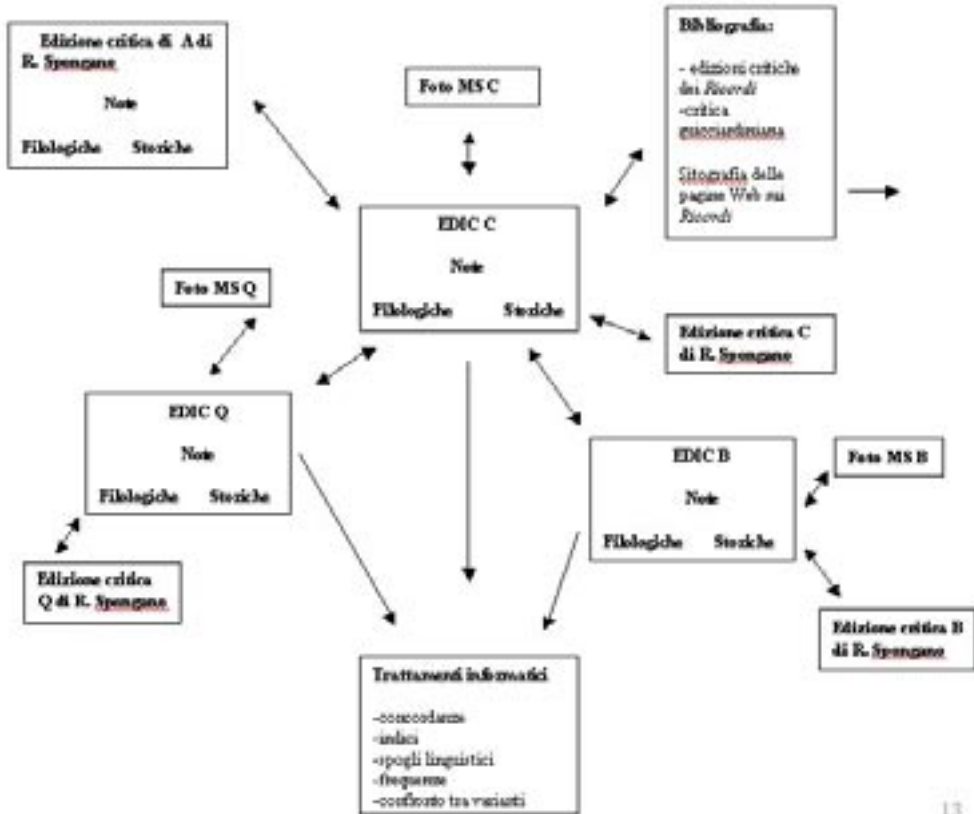 Edizione critica di A di
R. Spongano
Note
Filologiche Storiche
Foto MS C
Bibliografia:
- edizioni critiche
dei Ricordi
-critica
guicciardiniana
Sitografia delle
pagine Web sui
Ricordi
EDIC C
Note
Filologiche Storiche
Foto MS Q
Edizione critica C
di R. Spongano
EDIC Q
Note
Filologiche Storiche
EDIC B
Note
Filologiche Storiche
Foto MS B
Edizione critica
Q di R. Spongano
Edizione critica B
di R. Spongano
Trattamenti informatici
-concordanze
-indici
-spogli linguistici
-frequenze
-confronto tra varianti
13